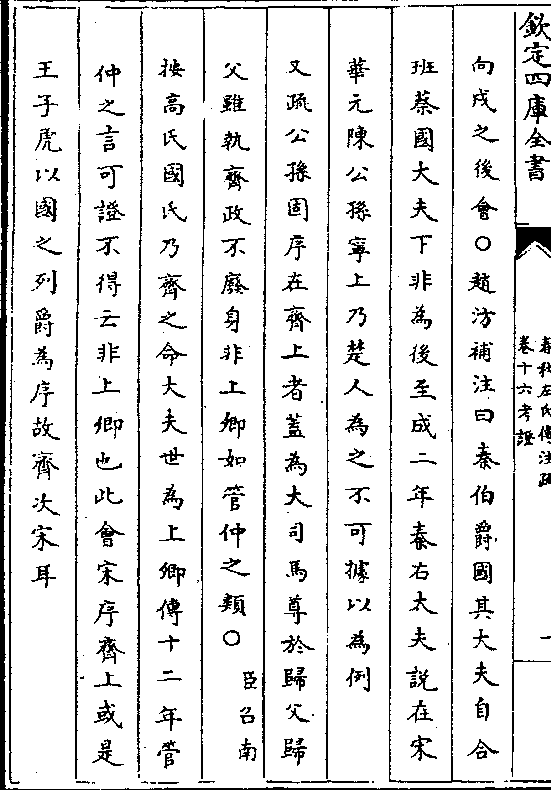 欽定四庫全書
春秋左氏傳注疏
卷十六考證
一
向戌之後會○趙汸補注曰秦伯爵國其大夫自合
班蔡國大夫下非為後至成二年秦右大夫説在宋
華元陳公孫寧上乃楚人為之不可據以為例
又疏公孫固序在齊上者蓋為大司馬尊於歸父歸
父雖執齊政不廢身非上卿如管仲之類○臣召南
按高氏國氏乃齊之命大夫世為上卿傳十二年管
仲之言可證不得云非上卿也此會宋序齊上或是
王子虎以國之列爵為序故齊次宋耳